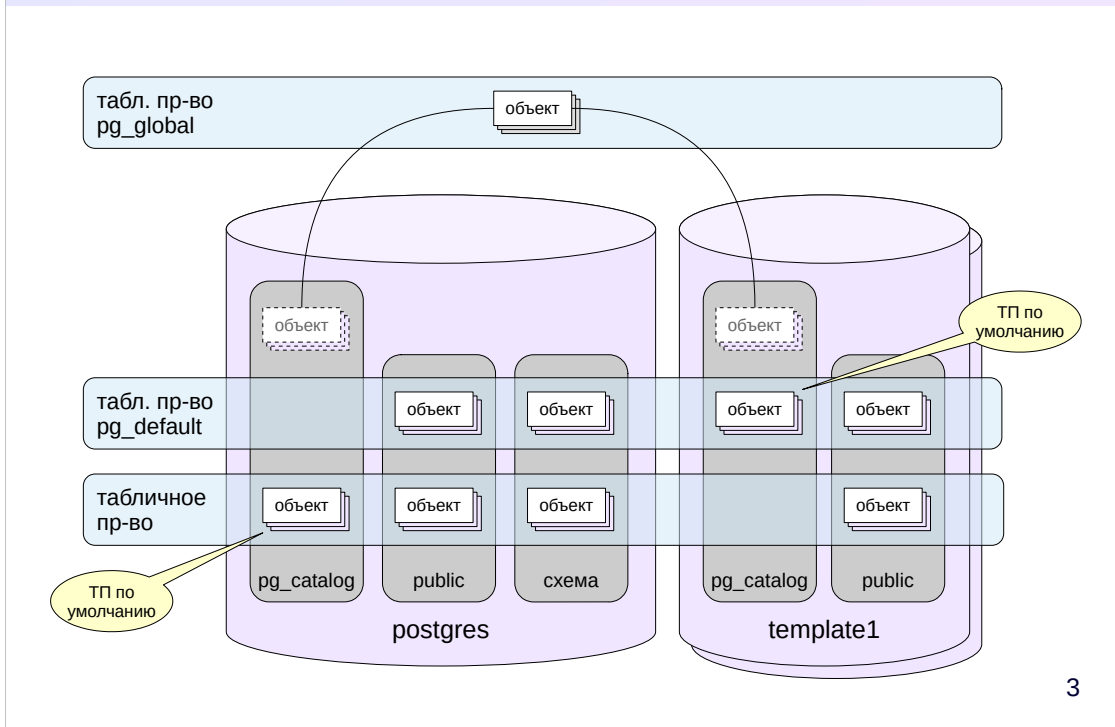 табл. пр-во
pg_global
объект
объект
объект
ТП по
умолчанию
табл. пр-во
pg_default
объект
объект
объект
объект
табличное
пр-во
объект
объект
объект
объект
ТП по
умолчанию
pg_catalog
public
схема
pg_catalog
public
postgres
template1
3